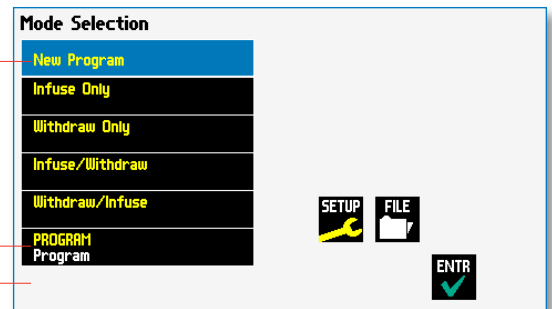 Mode Selection
New Program
Infuse Only
Withdraw Only
Infuse/Withdraw
Withdraw/Infuse
PROGRAM
Program
SETUP
FILE
ENTR